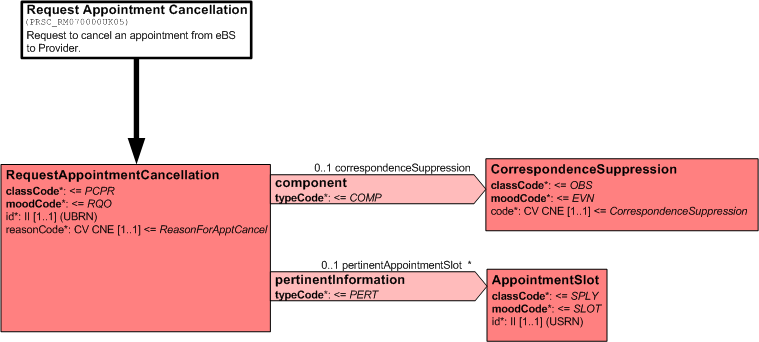 Request Appointment Cancellation
(PRSC_RM070000UK05)
Request to cancel an appointment from eBS
to Provider.
RequestAppointmentCancellation
classCode*: <= PCPR
moodCode*: <= RQO
id*: II [1..1] (UBRN)
reasonCode*: CV CNE [1..1] <= ReasonForApptCancel
0..1 correspondenceSuppression
component
typeCode*: <= COMP
CorrespondenceSuppression
classCode*: <= OBS
moodCode*: <= EVN
code*: CV CNE [1..1] <= CorrespondenceSuppression
0..1 pertinentAppointmentSlot *
pertinentInformation
typeCode*: <= PERT
AppointmentSlot
classCode*: <= SPLY
moodCode*: <= SLOT
id*: II [1..1] (USRN)